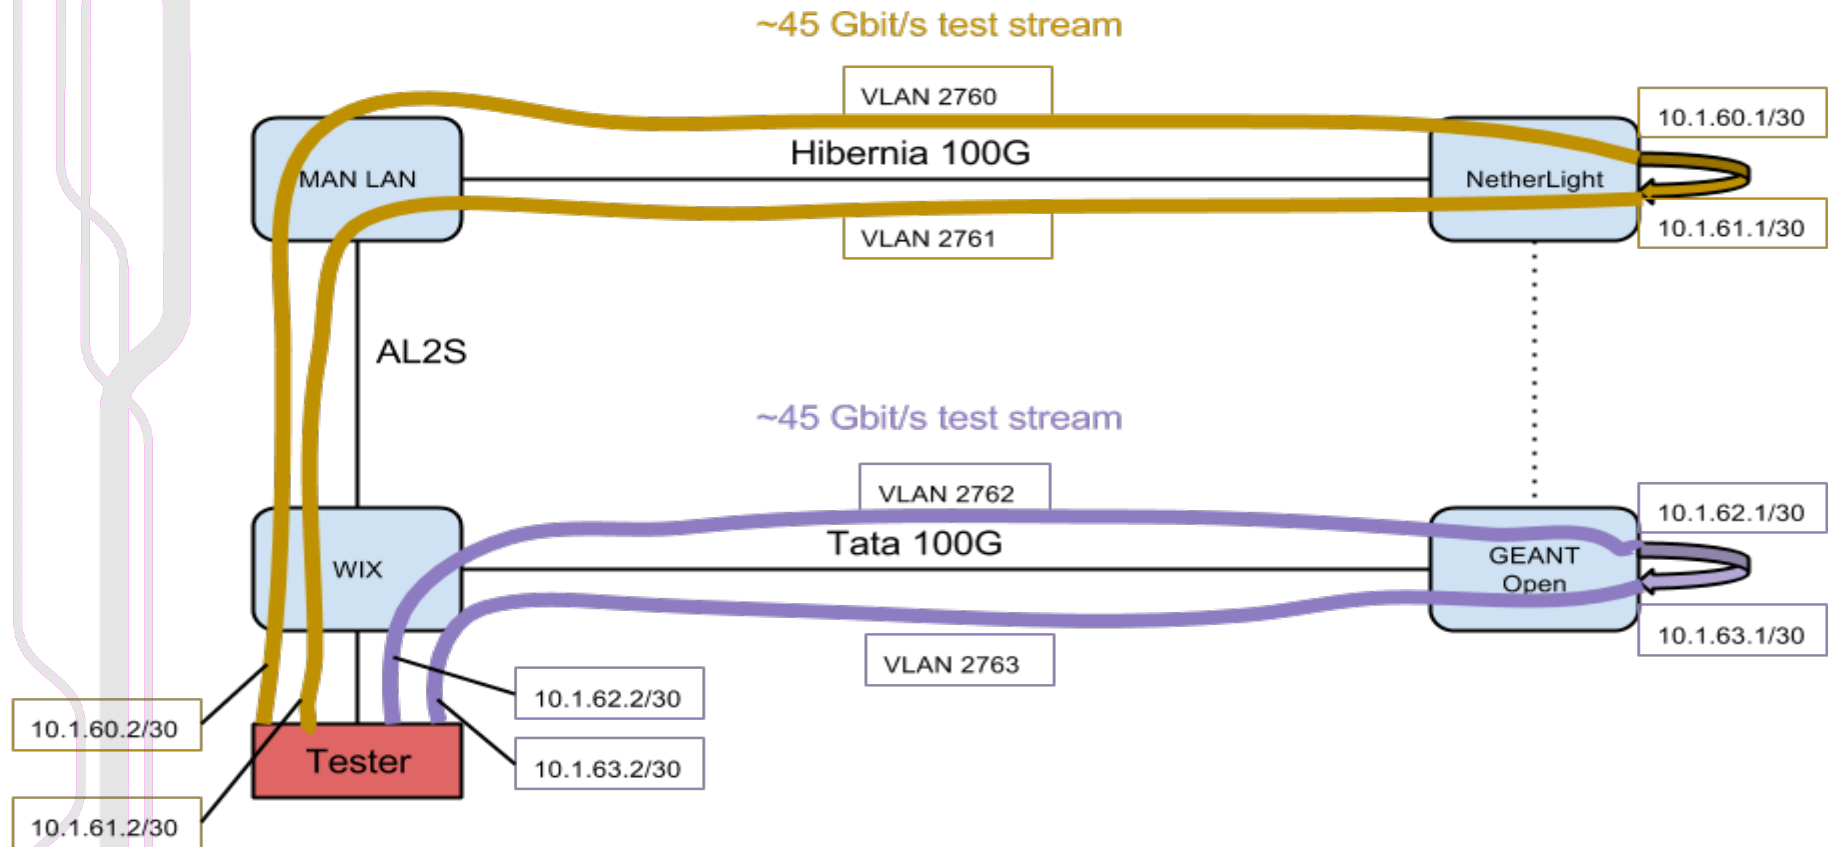 ~45 Gbit/s test stream
VLAN 2760
10.1.60.1/30
Hibernia 100G
MAN LAN
NetherLight
10.1.61.1/30
VLAN 2761
AL2S
~45 Gbit/s test stream
VLAN 2762
10.1.62.1/30
Tata 100G
WIX
GEANT
Open
10.1.63.1/30
VLAN 2763
10.1.62.2/30
10.1.60.2/30
Tester
10.1.63.2/30
10.1.61.2/30